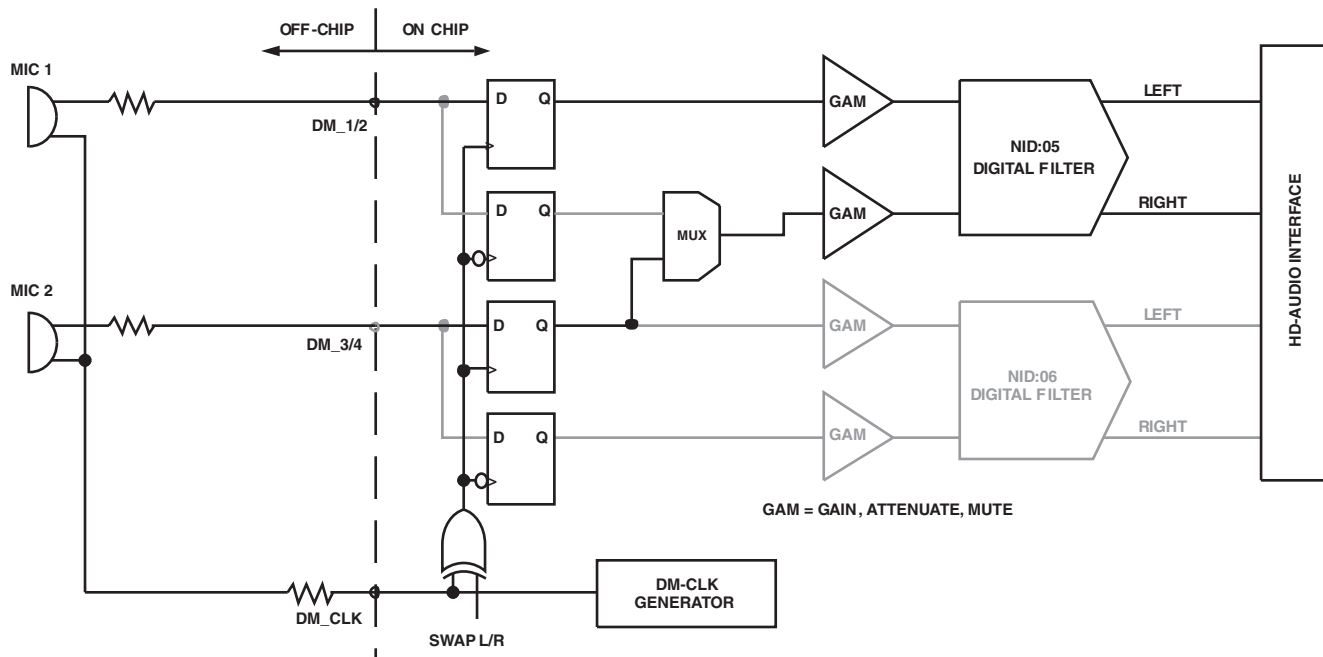 OFF-CHIP
ON CHIP
MIC 1
DM_1/2
D Q
GAM
NID:05
DIGITAL FILTER
LEFT
RIGHT
D Q
MUX
GAM
HD-AUDIO INTERFACE
MIC 2
DM_3/4
D Q
GAM
NID:06
DIGITAL FILTER
LEFT
RIGHT
D Q
GAM
GAM = GAIN, ATTENUATE, MUTE
DM_CLK
SWAP L/R
DM-CLK
GENERATOR